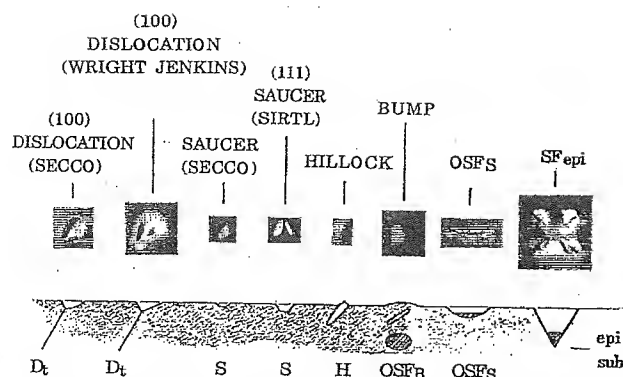 (100)
DISLOCATION
(WRIGHT JENKINS)
(100)
DISLOCATION
(SECCO)
SAUCER
(SECCO)
(111)
SAUCER
(SIRTL)
HILLOCK
BUMP
OSFS
SFepi
epi
sub
Dt Dt S S H OSFB OSFS